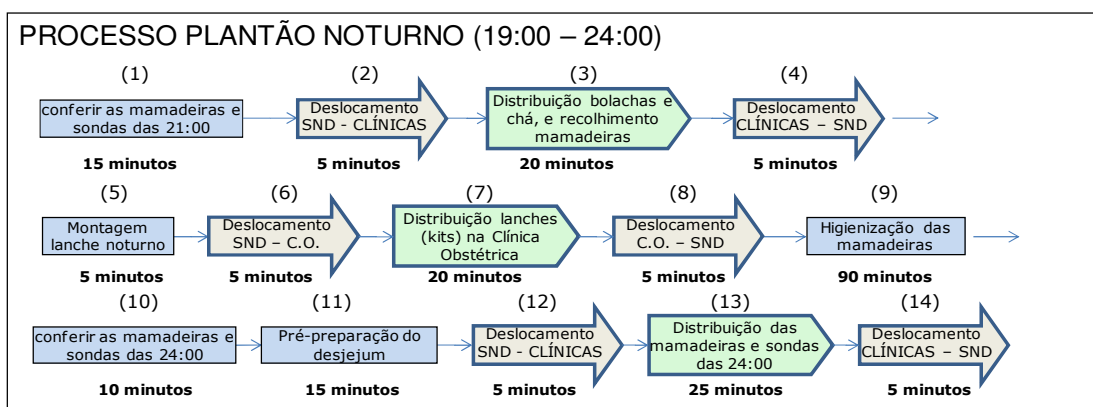 PROCESSO PLANTÃO NOTURNO (19:00 – 24:00)
(1)
conferir as mamadeiras e
sondas das 21:00
15 minutos
(2)
Deslocamento
SND - CLÍNICAS
5 minutos
(3)
Distribuição bolachas e
chá, e recolhimento
mamadeiras
20 minutos
(4)
Deslocamento
CLÍNICAS – SND
5 minutos
(5)
Montagem
lanche noturno
5 minutos
(6)
Deslocamento
SND – C.O.
5 minutos
(7)
Distribuição lanches
(kits) na Clínica
Obstétrica
20 minutos
(8)
Deslocamento
C.O. – SND
5 minutos
(9)
Higienização das
mamadeiras
90 minutos
(10)
conferir as mamadeiras e
sondas das 24:00
10 minutos
(11)
Pré-preparação do
desjejum
15 minutos
(12)
Deslocamento
SND - CLÍNICAS
5 minutos
(13)
Distribuição das
mamadeiras e sondas
das 24:00
25 minutos
(14)
Deslocamento
CLÍNICAS – SND
5 minutos